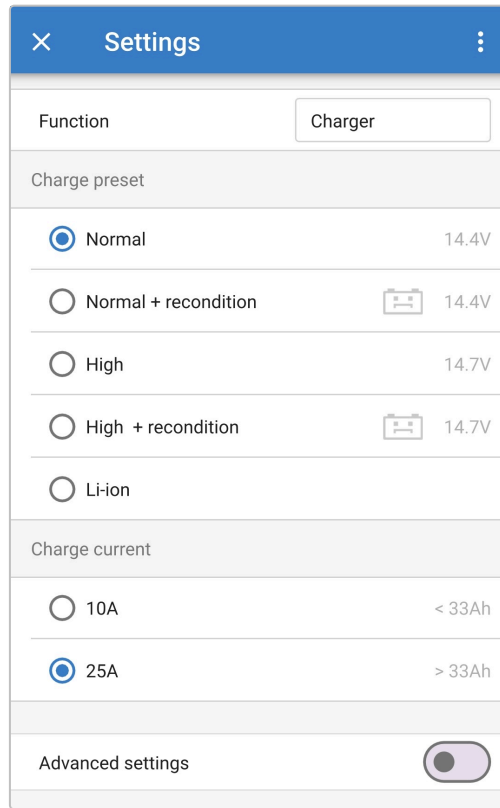 Settings
Function Charger
Charge preset
Normal 14.4V
Normal + recondition 14.4V
High 14.7V
High + recondition 14.7V
Li-ion
Charge current
10A < 33Ah
25A > 33Ah
Advanced settings